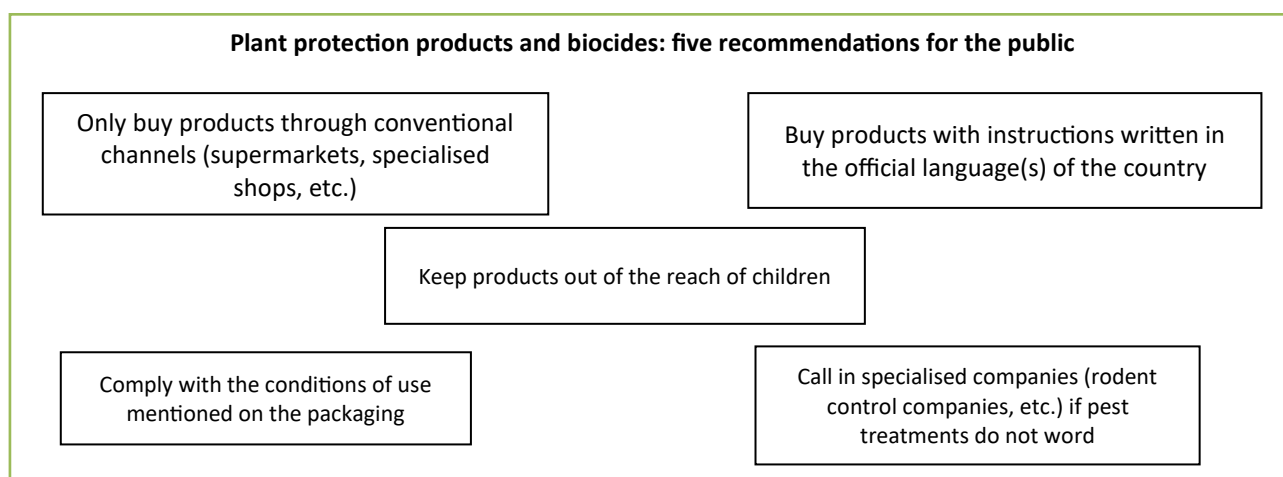 Plant protection products and biocides: five recommendations for the public
Only buy products through conventional
channels (supermarkets, specialised
shops, etc.)
Buy products with instructions written in
the official language(s) of the country
Keep products out of the reach of children
Comply with the conditions of use
mentioned on the packaging
Call in specialised companies (rodent
control companies, etc.) if pest
treatments do not word